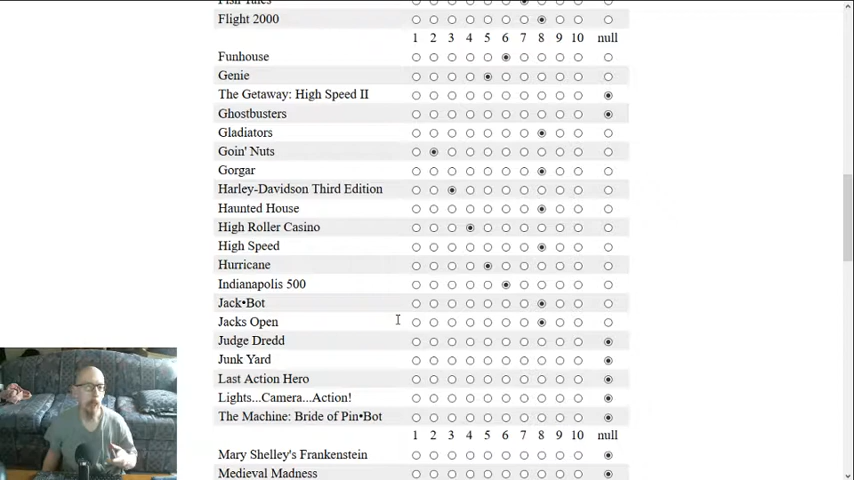 Fish Tales
Flight 2000
1 2 3 4 5 6 7 8 9 10 null
Funhouse
Genie
The Getaway: High Speed II
Ghostbusters
Gladiators
Goin' Nuts
Gorgar
Harley-Davidson Third Edition
Haunted House
High Roller Casino
High Speed
Hurricane
Indianapolis 500
Jack•Bot
Jacks Open
Judge Dredd
Junk Yard
Last Action Hero
Lights...Camera...Action!
The Machine: Bride of Pin•Bot
1 2 3 4 5 6 7 8 9 10 null
Mary Shelley's Frankenstein
Medieval Madness